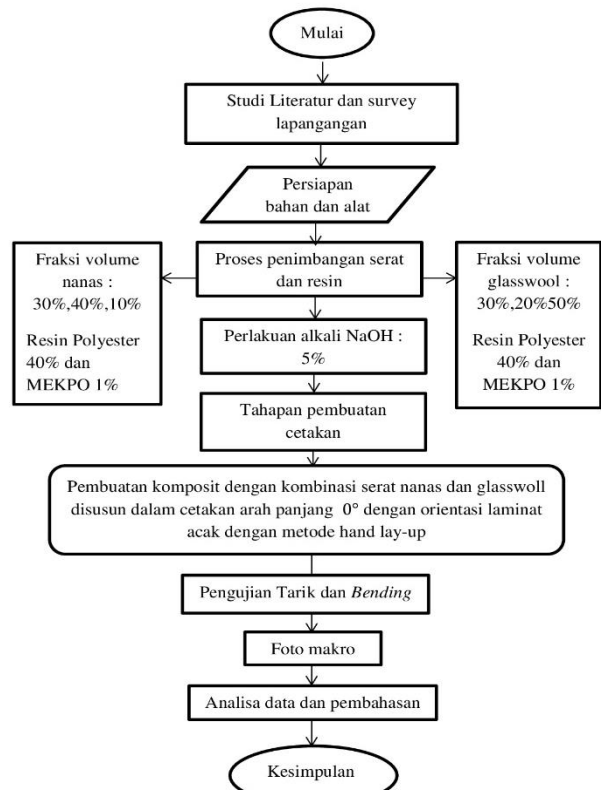 Mulai
Studi Literatur dan survey
lapangangan
Persiapan
bahan dan alat
Fraksi volume
nanas :
30%,40%,10%
Resin Polyester
40% dan
MEKPO 1%
Proses penimbangan serat
dan resin
Fraksi volume
glasswool :
30%,20%50%
Resin Polyester
40% dan
MEKPO 1%
Perlakuan alkali NaOH :
5%
Tahapan pembuatan
cetakan
Pembuatan komposit dengan kombinasi serat nanas dan glasswoll
disusun dalam cetakan arah panjang 0° dengan orientasi laminat
acak dengan metode hand lay-up
Pengujian Tarik dan Bending
Foto makro
Analisa data dan pembahasan
Kesimpulan